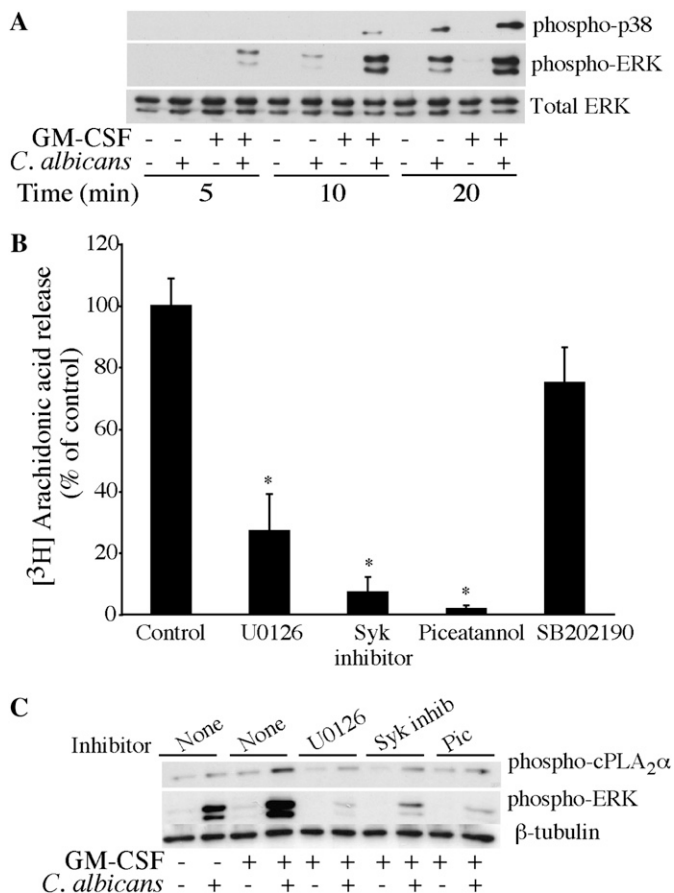 A
phospho-p38
phospho-ERK
Total ERK
GM-CSF - - + + - - + + - - + +
C. albicans - + - + - + - + - + - +
Time (min) 5 10 20
B
[3H] Arachidonic acid release
(% of control)
120
100
80
60
40
20
0
* * *
Control U0126 Syk inhibitor Piceatannol SB202190
C
Inhibitor None None U0126 Syk inhib Pic
phospho-cPLA2α
phospho-ERK
β-tubulin
GM-CSF - - + + + + + + + +
C. albicans - + - + - + - + - +